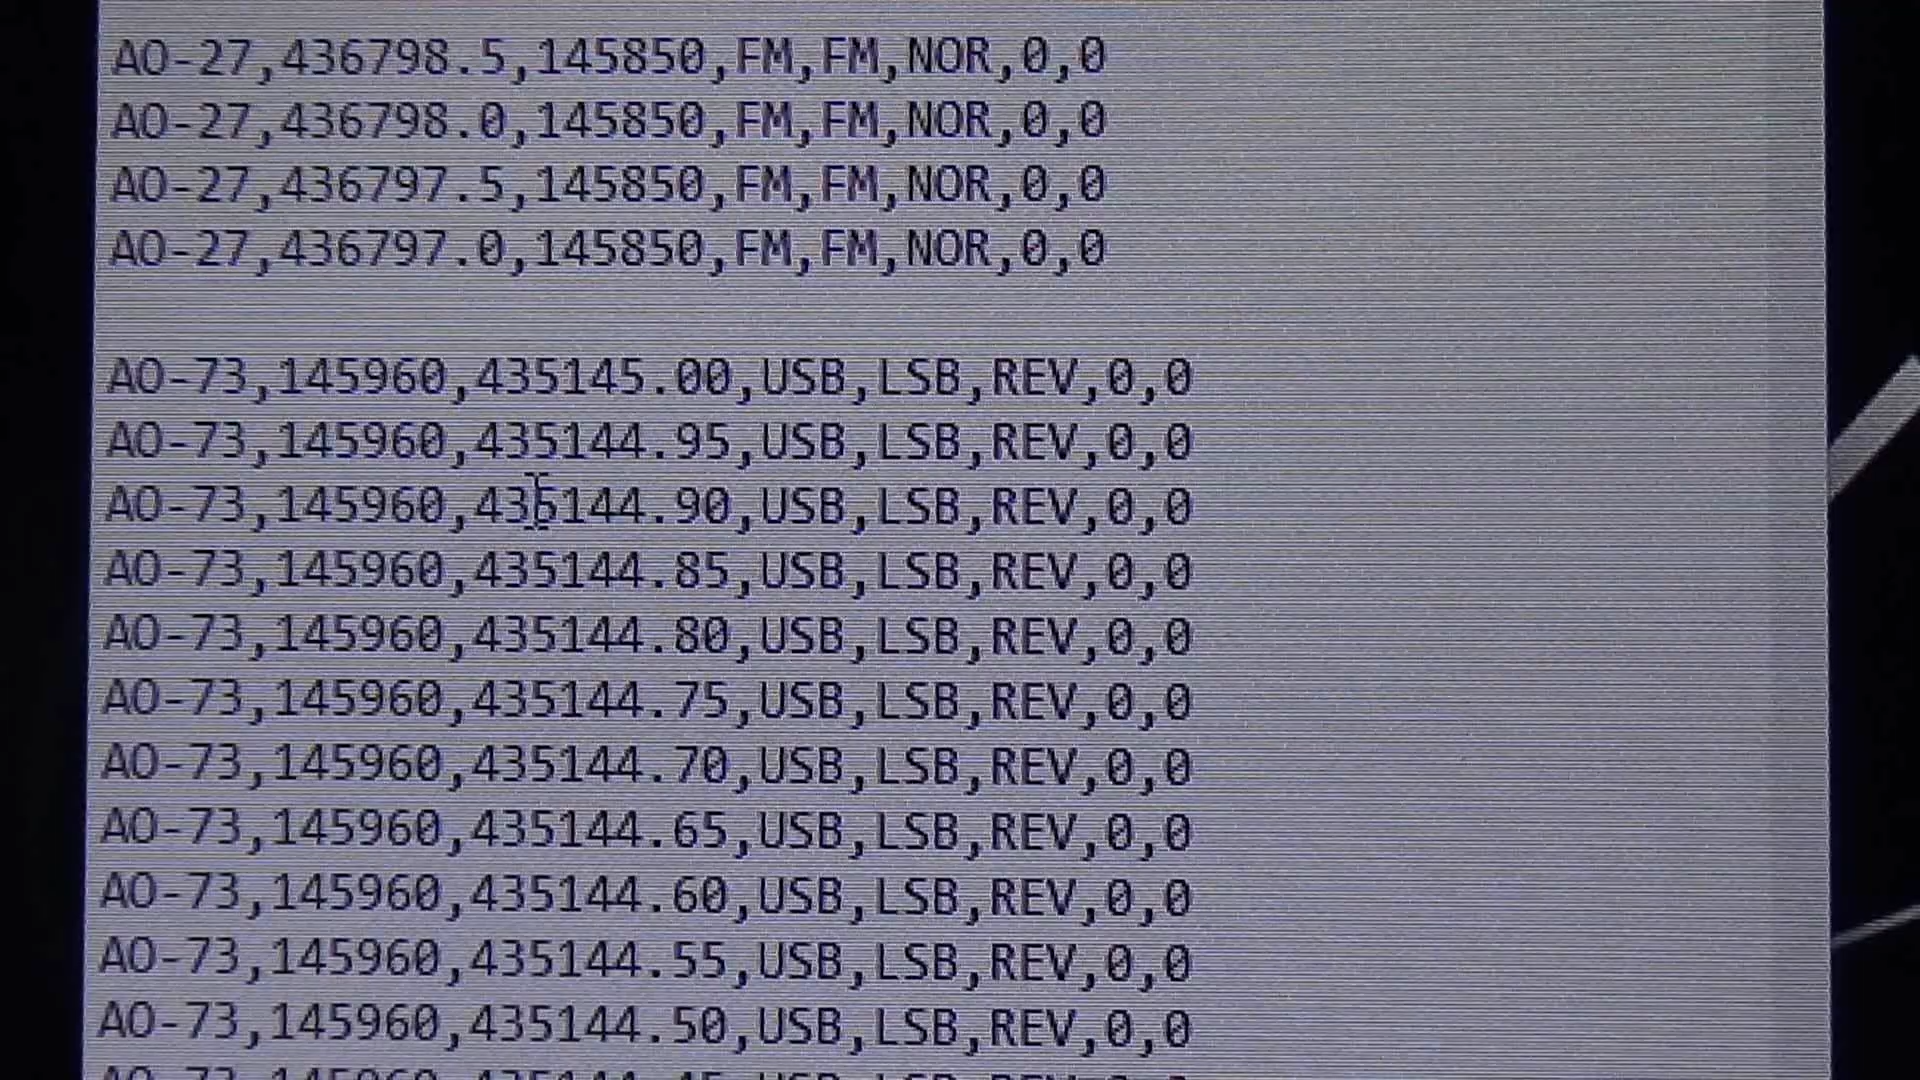 AO-27,436798.5,145850,FM,FM,NOR,0,0
AO-27,436798.0,145850,FM,FM,NOR,0,0
AO-27,436797.5,145850,FM,FM,NOR,0,0
AO-27,436797.0,145850,FM,FM,NOR,0,0
AO-73,145960,435145.00,USB,LSB,REV,0,0
AO-73,145960,435144.95,USB,LSB,REV,0,0
AO-73,145960,435144.90,USB,LSB,REV,0,0
AO-73,145960,435144.85,USB,LSB,REV,0,0
AO-73,145960,435144.80,USB,LSB,REV,0,0
AO-73,145960,435144.75,USB,LSB,REV,0,0
AO-73,145960,435144.70,USB,LSB,REV,0,0
AO-73,145960,435144.65,USB,LSB,REV,0,0
AO-73,145960,435144.60,USB,LSB,REV,0,0
AO-73,145960,435144.55,USB,LSB,REV,0,0
AO-73,145960,435144.50,USB,LSB,REV,0,0